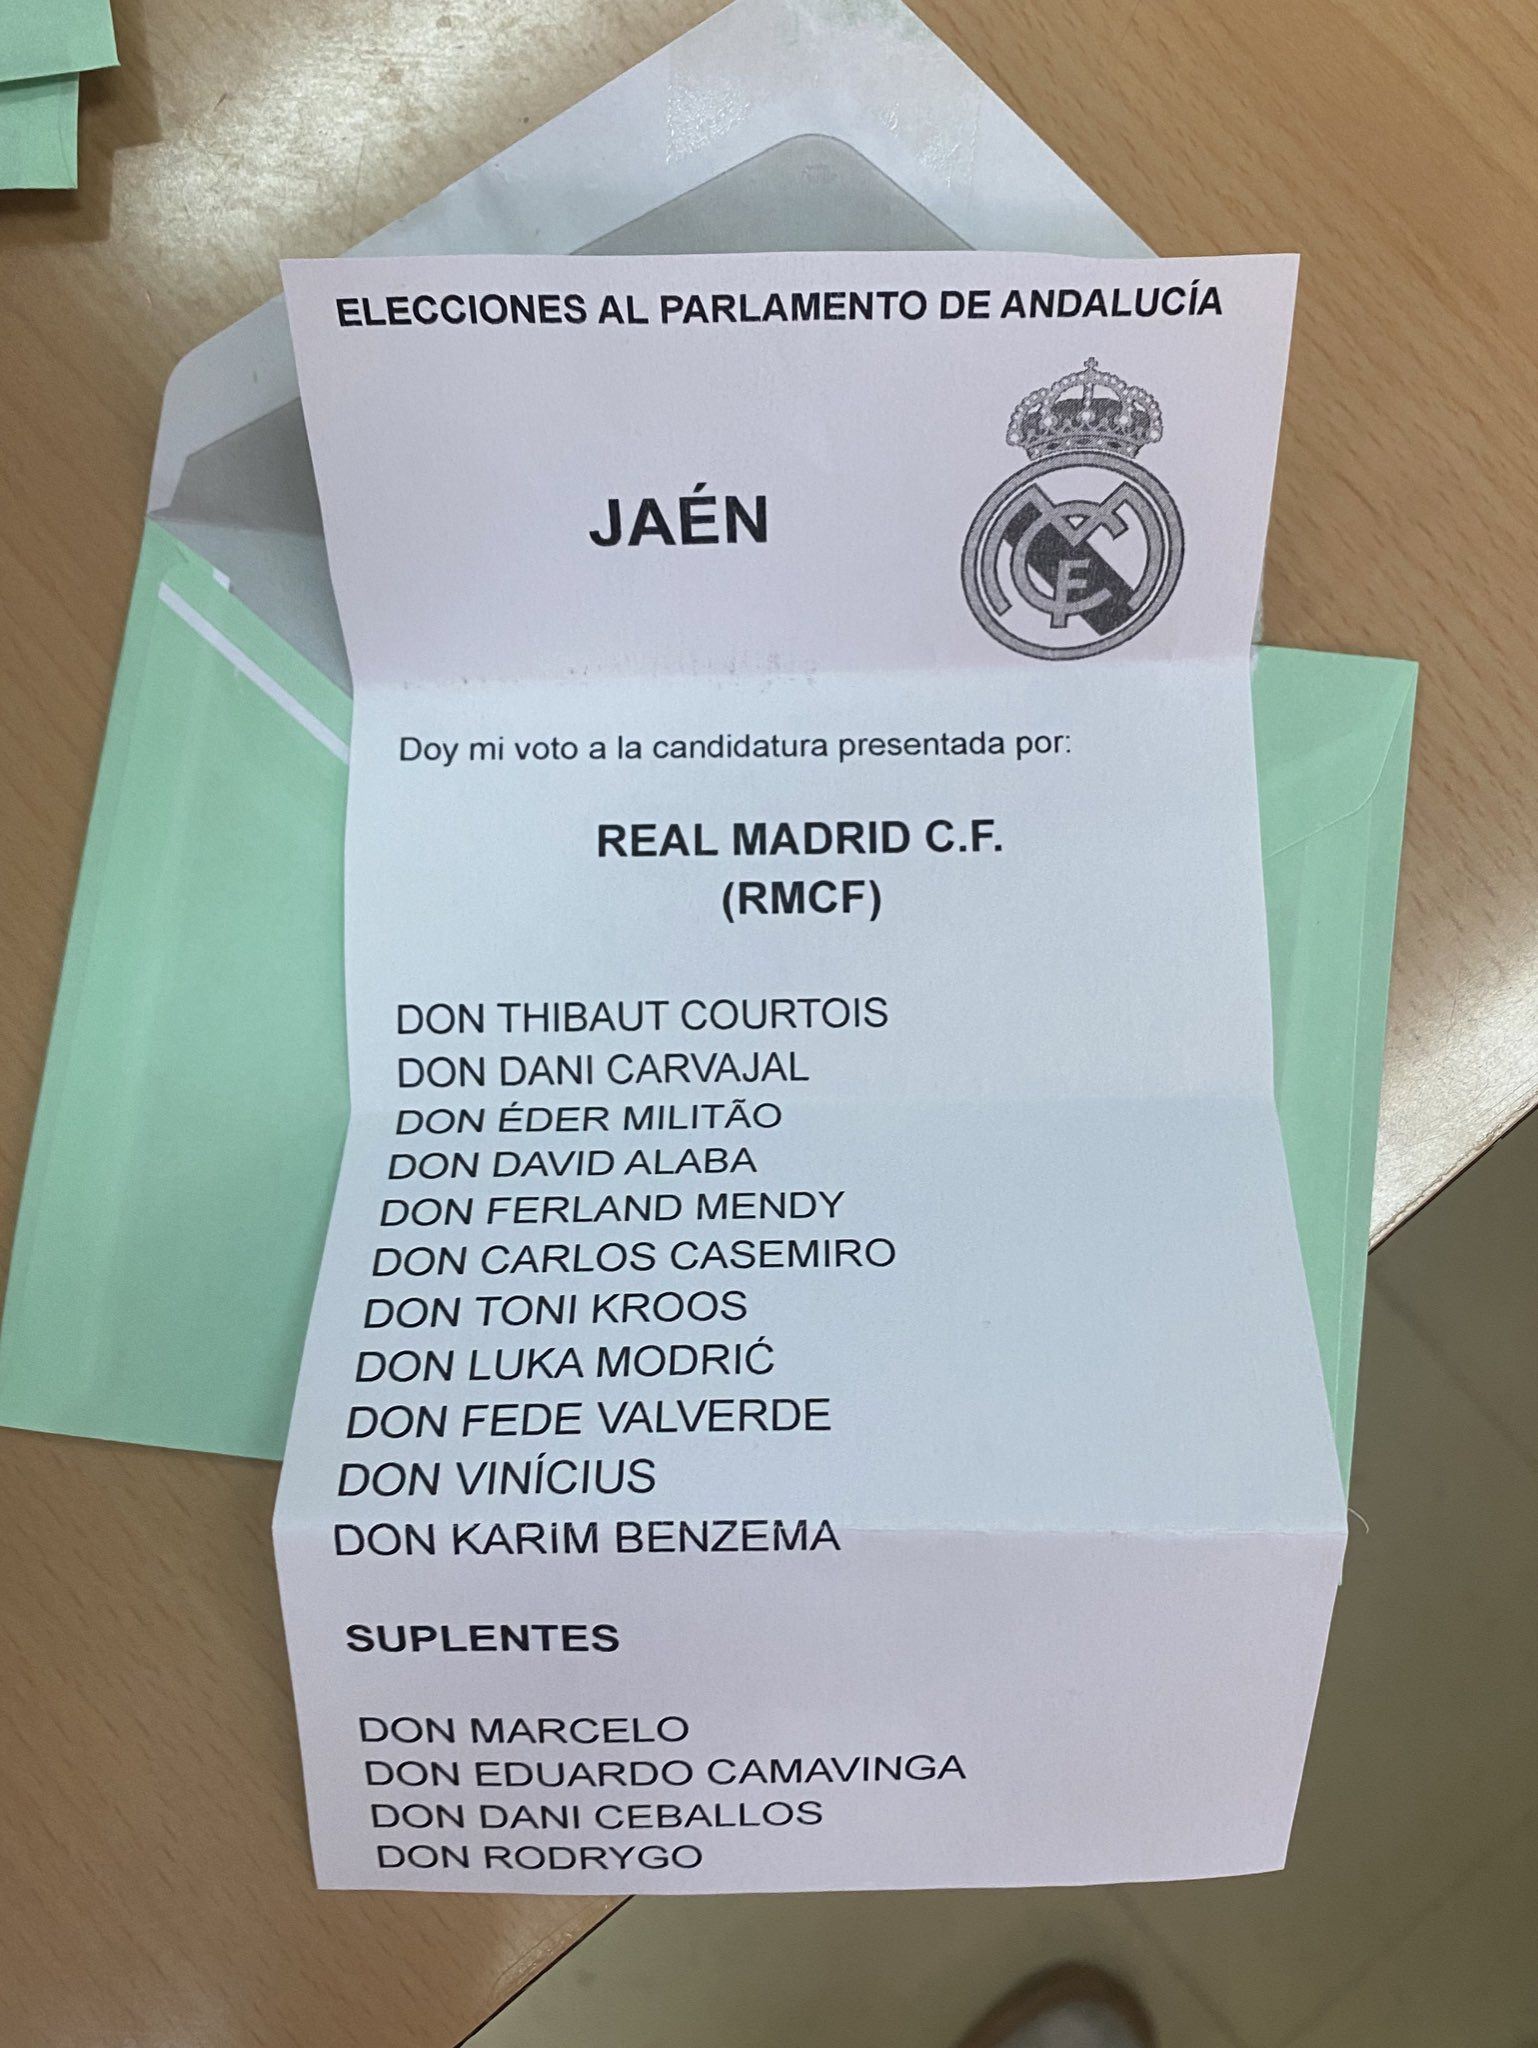 ELECCIONES AL PARLAMENTO DE ANDALUCÍA
JAÉN
Doy mi voto a la candidatura presentada por:
REAL MADRID C.F.
(RMCF)
DON THIBAUT COURTOIS
DON DANI CARVAJAL
DON ÉDER MILITÃO
DON DAVID ALABA
DON FERLAND MENDY
DON CARLOS CASEMIRO
DON TONI KROOS
DON LUKA MODRIĆ
DON FEDE VALVERDE
DON VINÍCIUS
DON KARIM BENZEMA
SUPLENTES
DON MARCELO
DON EDUARDO CAMAVINGA
DON DANI CEBALLOS
DON RODRYGO